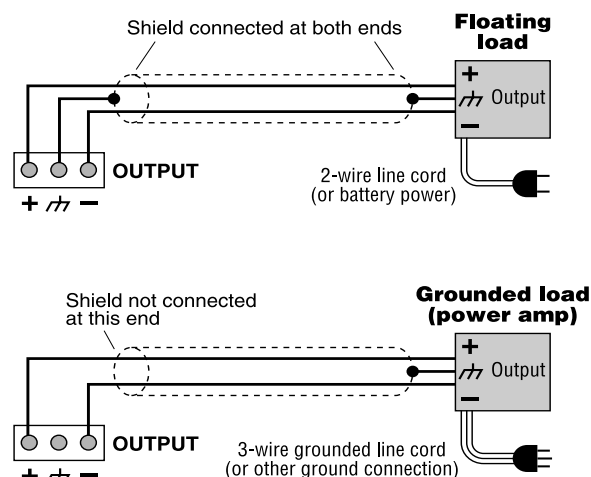 Shield connected at both ends
Floating
load
+
Output
−
OUTPUT
+ −
2-wire line cord
(or battery power)
Shield not connected
at this end
Grounded load
(power amp)
+
Output
−
OUTPUT
+ −
3-wire grounded line cord
(or other ground connection)